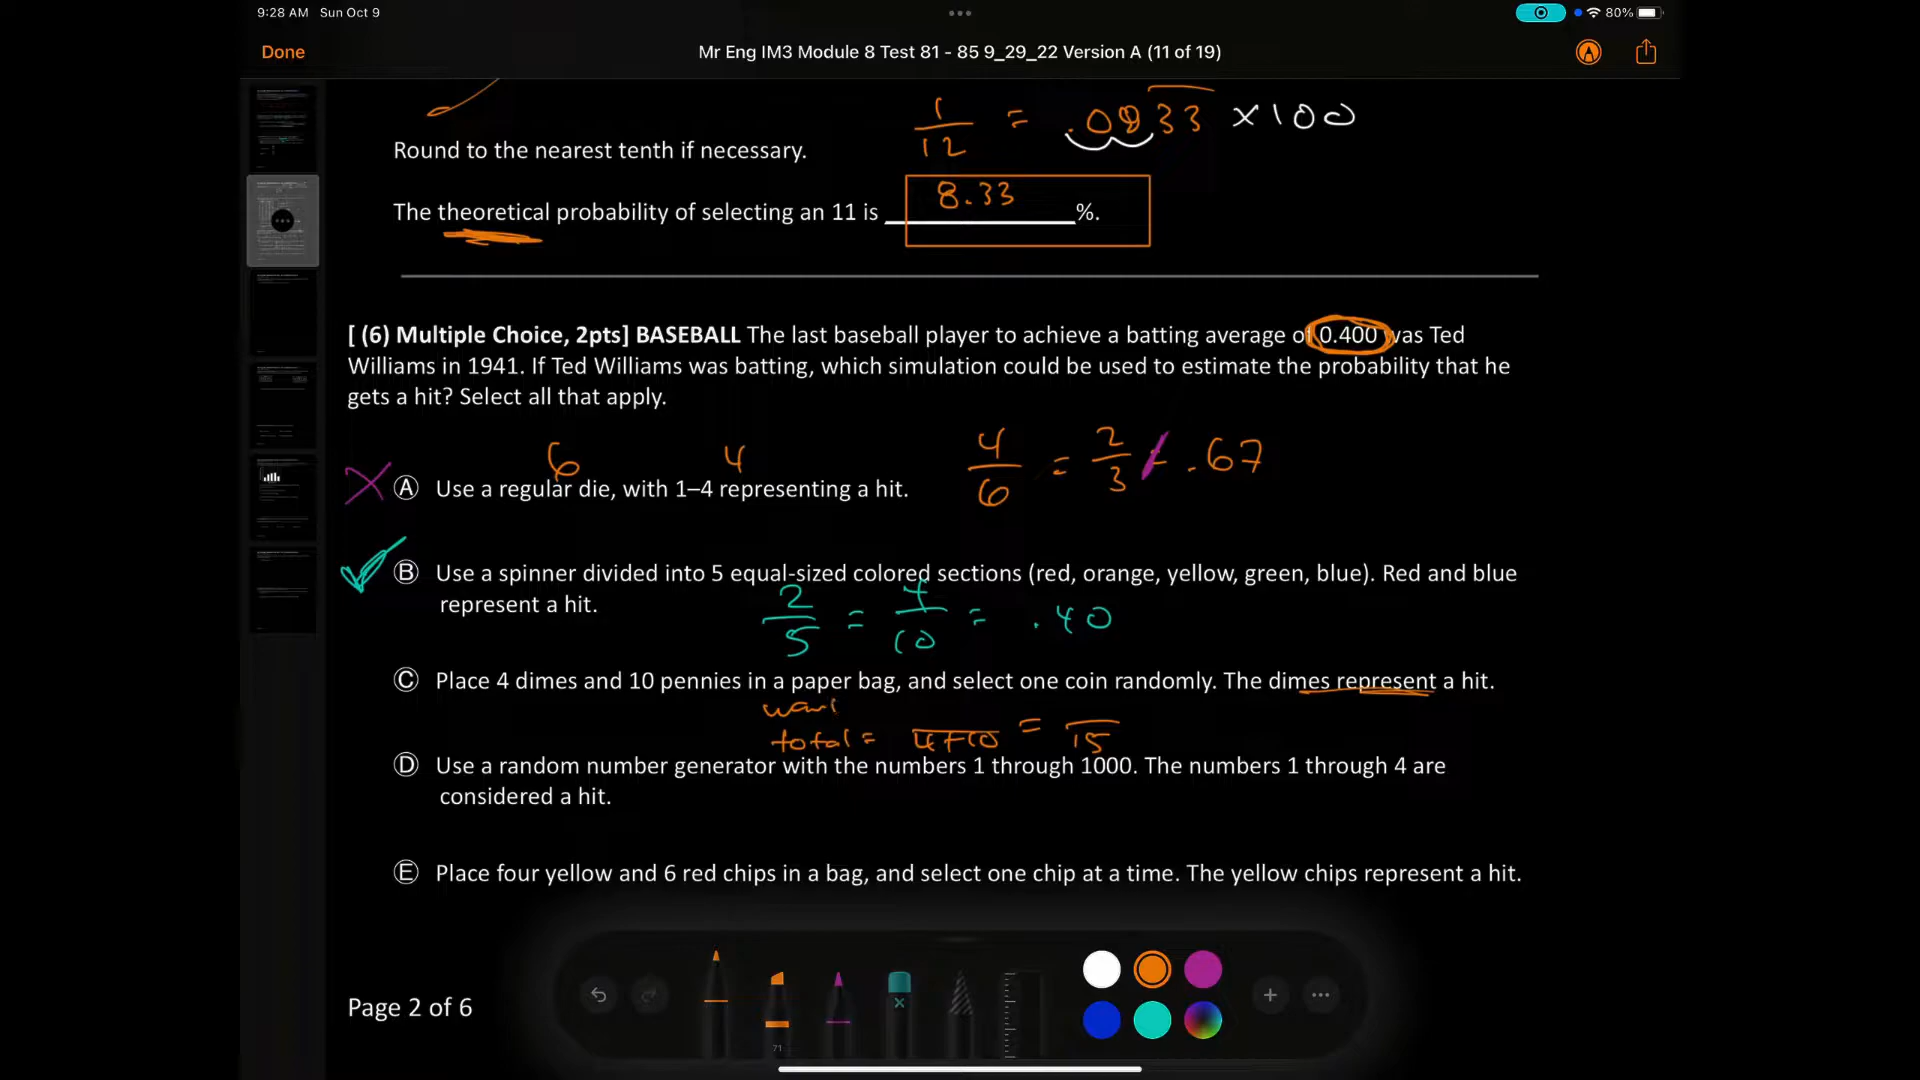 9:28 AM Sun Oct 9
80%
Done
Mr Eng IM3 Module 8 Test 81 - 85 9_29_22 Version A (11 of 19)
1/12 = .0833 ×100
Round to the nearest tenth if necessary.
8.33
The theoretical probability of selecting an 11 is ________ %.
[ (6) Multiple Choice, 2pts] BASEBALL The last baseball player to achieve a batting average of 0.400 was Ted
Williams in 1941. If Ted Williams was batting, which simulation could be used to estimate the probability that he
gets a hit? Select all that apply.
6 4 4/6 = 2/3 = .67
Ⓐ Use a regular die, with 1–4 representing a hit.
Ⓑ Use a spinner divided into 5 equal-sized colored sections (red, orange, yellow, green, blue). Red and blue
represent a hit.
2/5 = 4/10 = .40
Ⓒ Place 4 dimes and 10 pennies in a paper bag, and select one coin randomly. The dimes represent a hit.
want
total = 4+10 = 15
Ⓓ Use a random number generator with the numbers 1 through 1000. The numbers 1 through 4 are
considered a hit.
Ⓔ Place four yellow and 6 red chips in a bag, and select one chip at a time. The yellow chips represent a hit.
71
Page 2 of 6